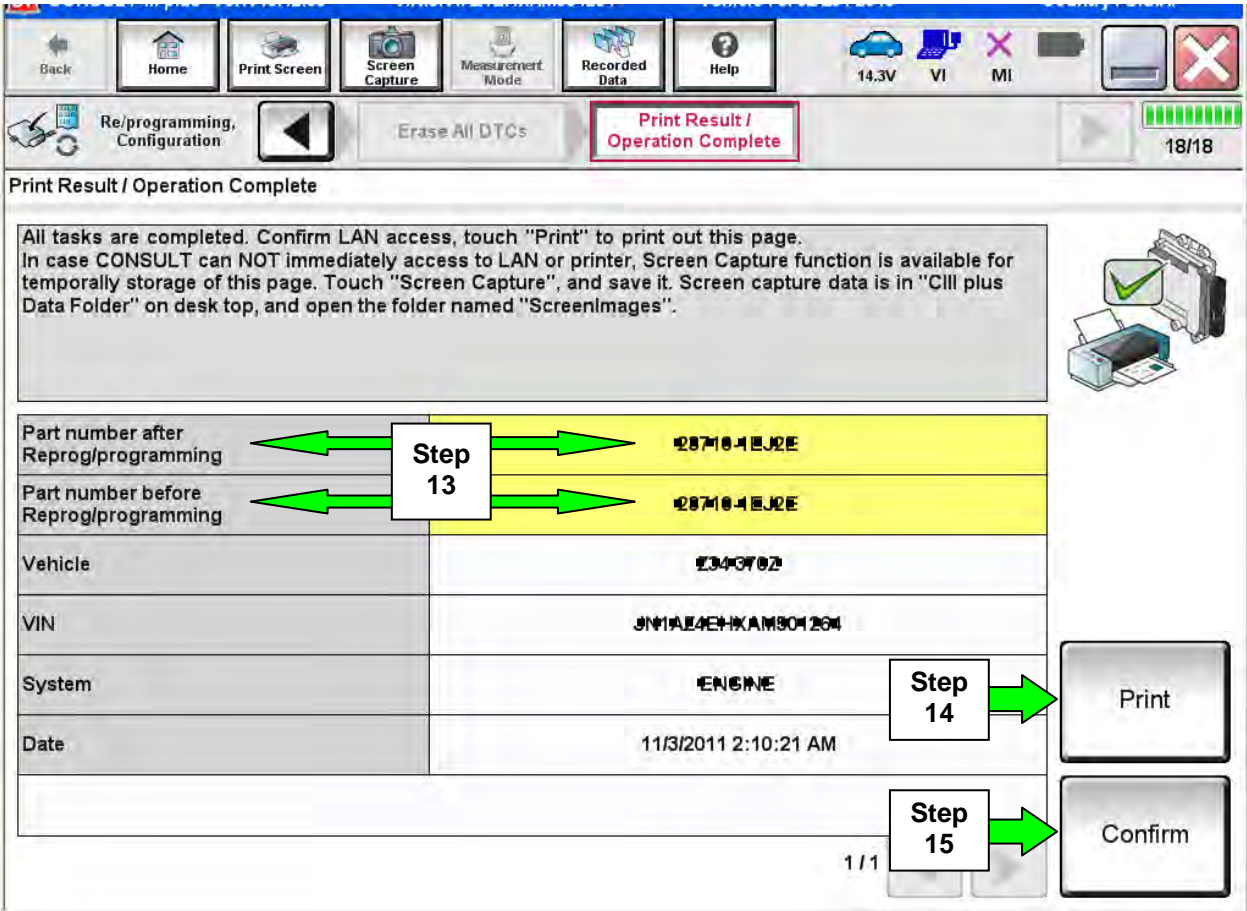 Back
Home
Print Screen
Screen
Capture
Measurement
Mode
Recorded
Data
Help
14.3V
VI
MI
Re/programming,
Configuration
Erase All DTCs
Print Result /
Operation Complete
18/18
Print Result / Operation Complete
All tasks are completed. Confirm LAN access, touch "Print" to print out this page.
In case CONSULT can NOT immediately access to LAN or printer, Screen Capture function is available for
temporally storage of this page. Touch "Screen Capture", and save it. Screen capture data is in "CIII plus
Data Folder" on desk top, and open the folder named "ScreenImages".
Part number after
Reprog/programming
Step
13
Part number before
Reprog/programming
Vehicle
VIN
System
ENGINE
Step
14
Print
Date
11/3/2011 2:10:21 AM
Step
15
Confirm
1/1